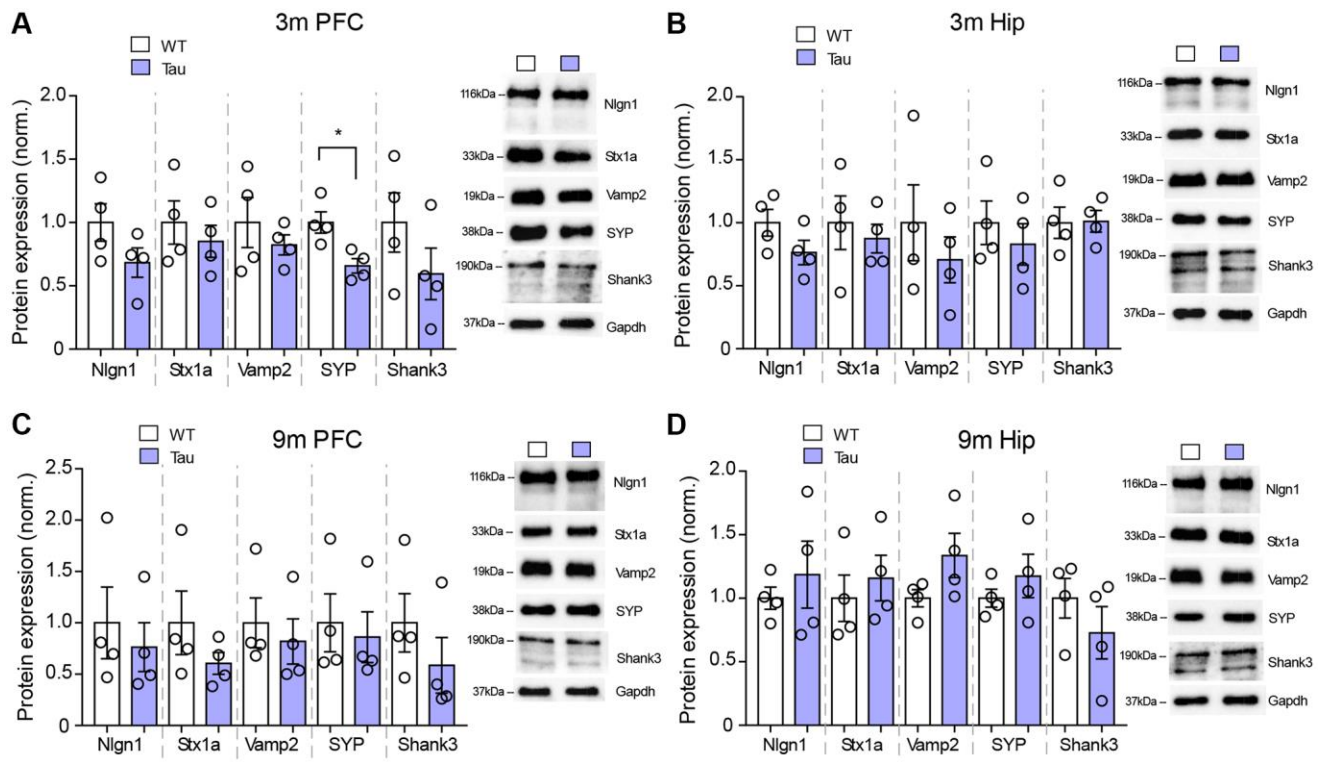 A
3m PFC
WT
Tau
Protein expression (norm.)
2.0
1.5
1.0
0.5
0
*
Nlgn1 Stx1a Vamp2 SYP Shank3
116kDa Nlgn1
33kDa Stx1a
19kDa Vamp2
38kDa SYP
190kDa Shank3
37kDa Gapdh
B
3m Hip
WT
Tau
Protein expression (norm.)
2.0
1.5
1.0
0.5
0
Nlgn1 Stx1a Vamp2 SYP Shank3
116kDa Nlgn1
33kDa Stx1a
19kDa Vamp2
38kDa SYP
190kDa Shank3
37kDa Gapdh
C
9m PFC
WT
Tau
Protein expression (norm.)
2.5
2.0
1.5
1.0
0.5
0
Nlgn1 Stx1a Vamp2 SYP Shank3
116kDa Nlgn1
33kDa Stx1a
19kDa Vamp2
38kDa SYP
190kDa Shank3
37kDa Gapdh
D
9m Hip
WT
Tau
Protein expression (norm.)
2.0
1.5
1.0
0.5
0
Nlgn1 Stx1a Vamp2 SYP Shank3
116kDa Nlgn1
33kDa Stx1a
19kDa Vamp2
38kDa SYP
190kDa Shank3
37kDa Gapdh